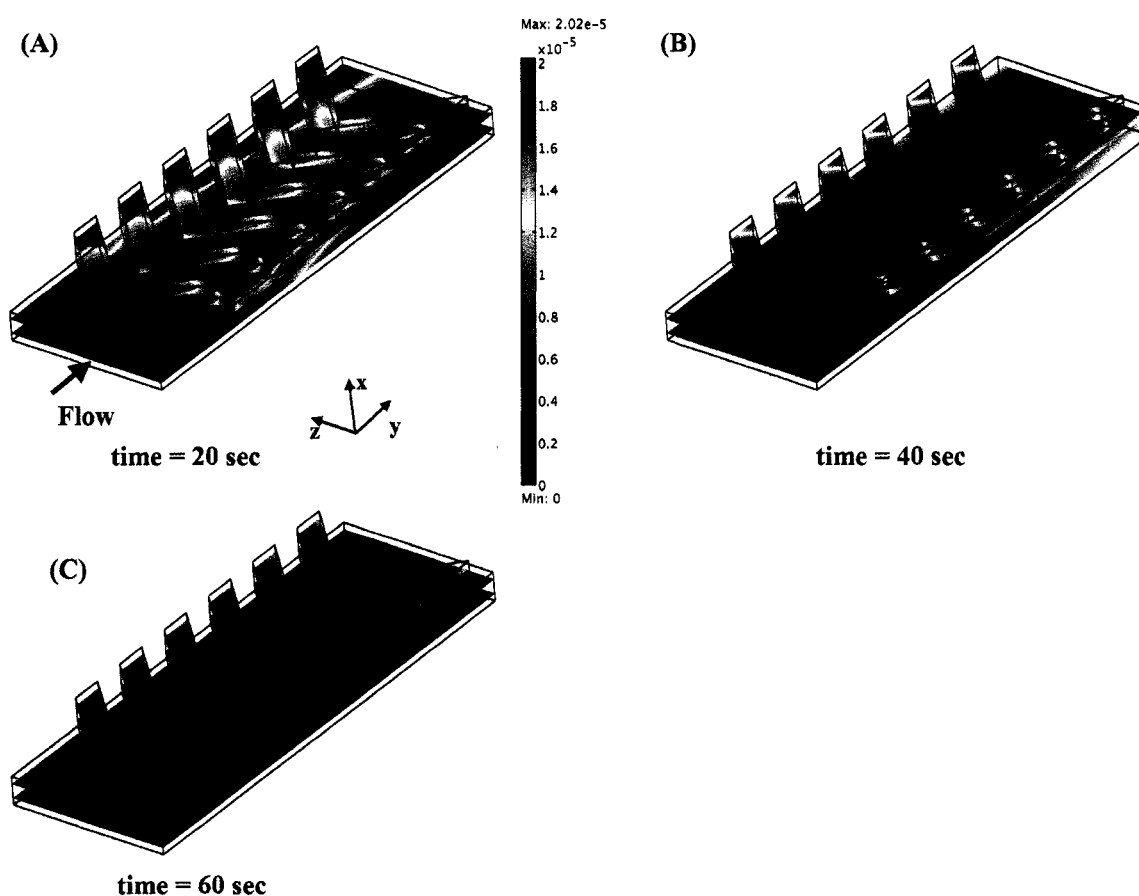 (A)
Max: 2.02e-5
x10⁻⁵
2
1.8
1.6
1.4
1.2
1
0.8
0.6
0.4
0.2
0
Min: 0
Flow
x
z
y
time = 20 sec
(B)
time = 40 sec
(C)
time = 60 sec